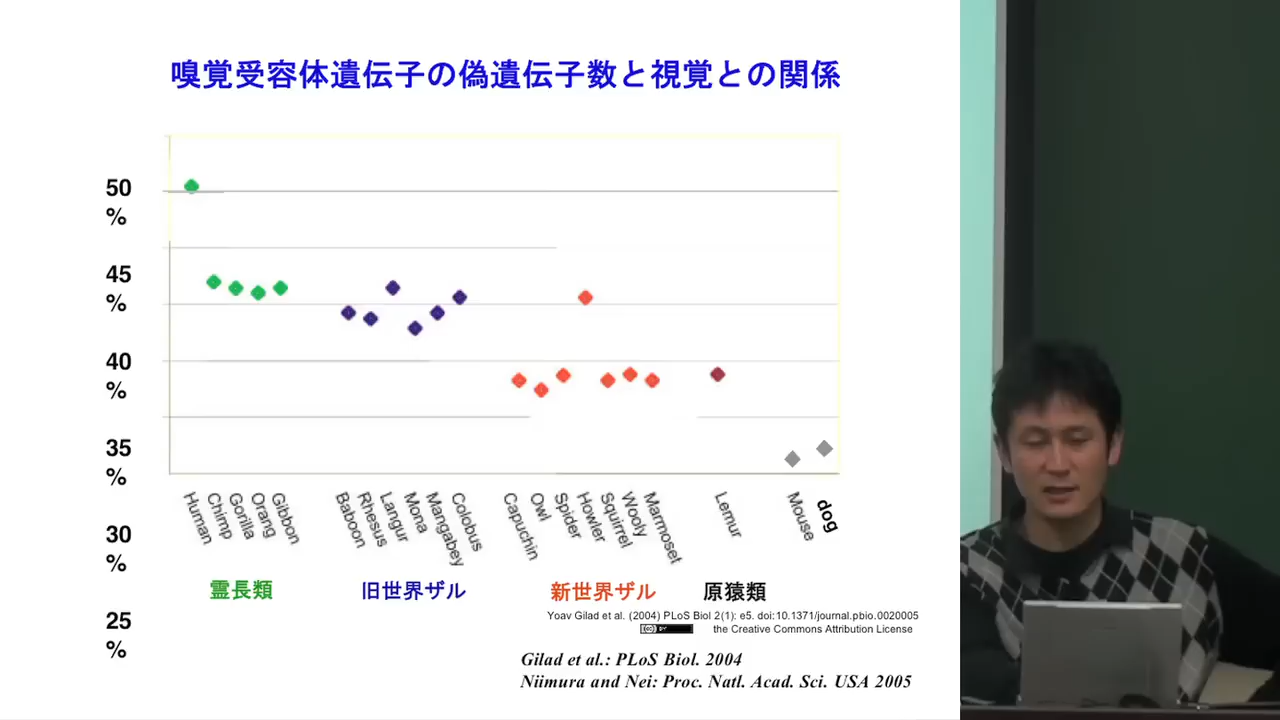 嗅覚受容体遺伝子の偽遺伝子数と視覚との関係
50
%
45
%
40
%
35
%
30
%
25
%
Human
Chimp
Gorilla
Orang
Gibbon
Baboon
Rhesus
Langur
Mona
Mangabey
Colobus
Capuchin
Owl
Spider
Howler
Squirrel
Wooly
Marmoset
Lemur
Mouse
dog
霊長類
旧世界ザル
新世界ザル
原猿類
Yoav Gilad et al. (2004) PLoS Biol 2(1): e5. doi:10.1371/journal.pbio.0020005
(cc) BY the Creative Commons Attribution License
Gilad et al.: PLoS Biol. 2004
Niimura and Nei: Proc. Natl. Acad. Sci. USA 2005